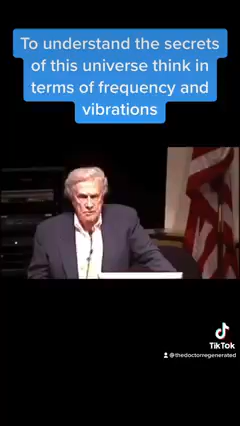 To understand the secrets
of this universe think in
terms of frequency and
vibrations
TikTok
@thedoctorregenerated